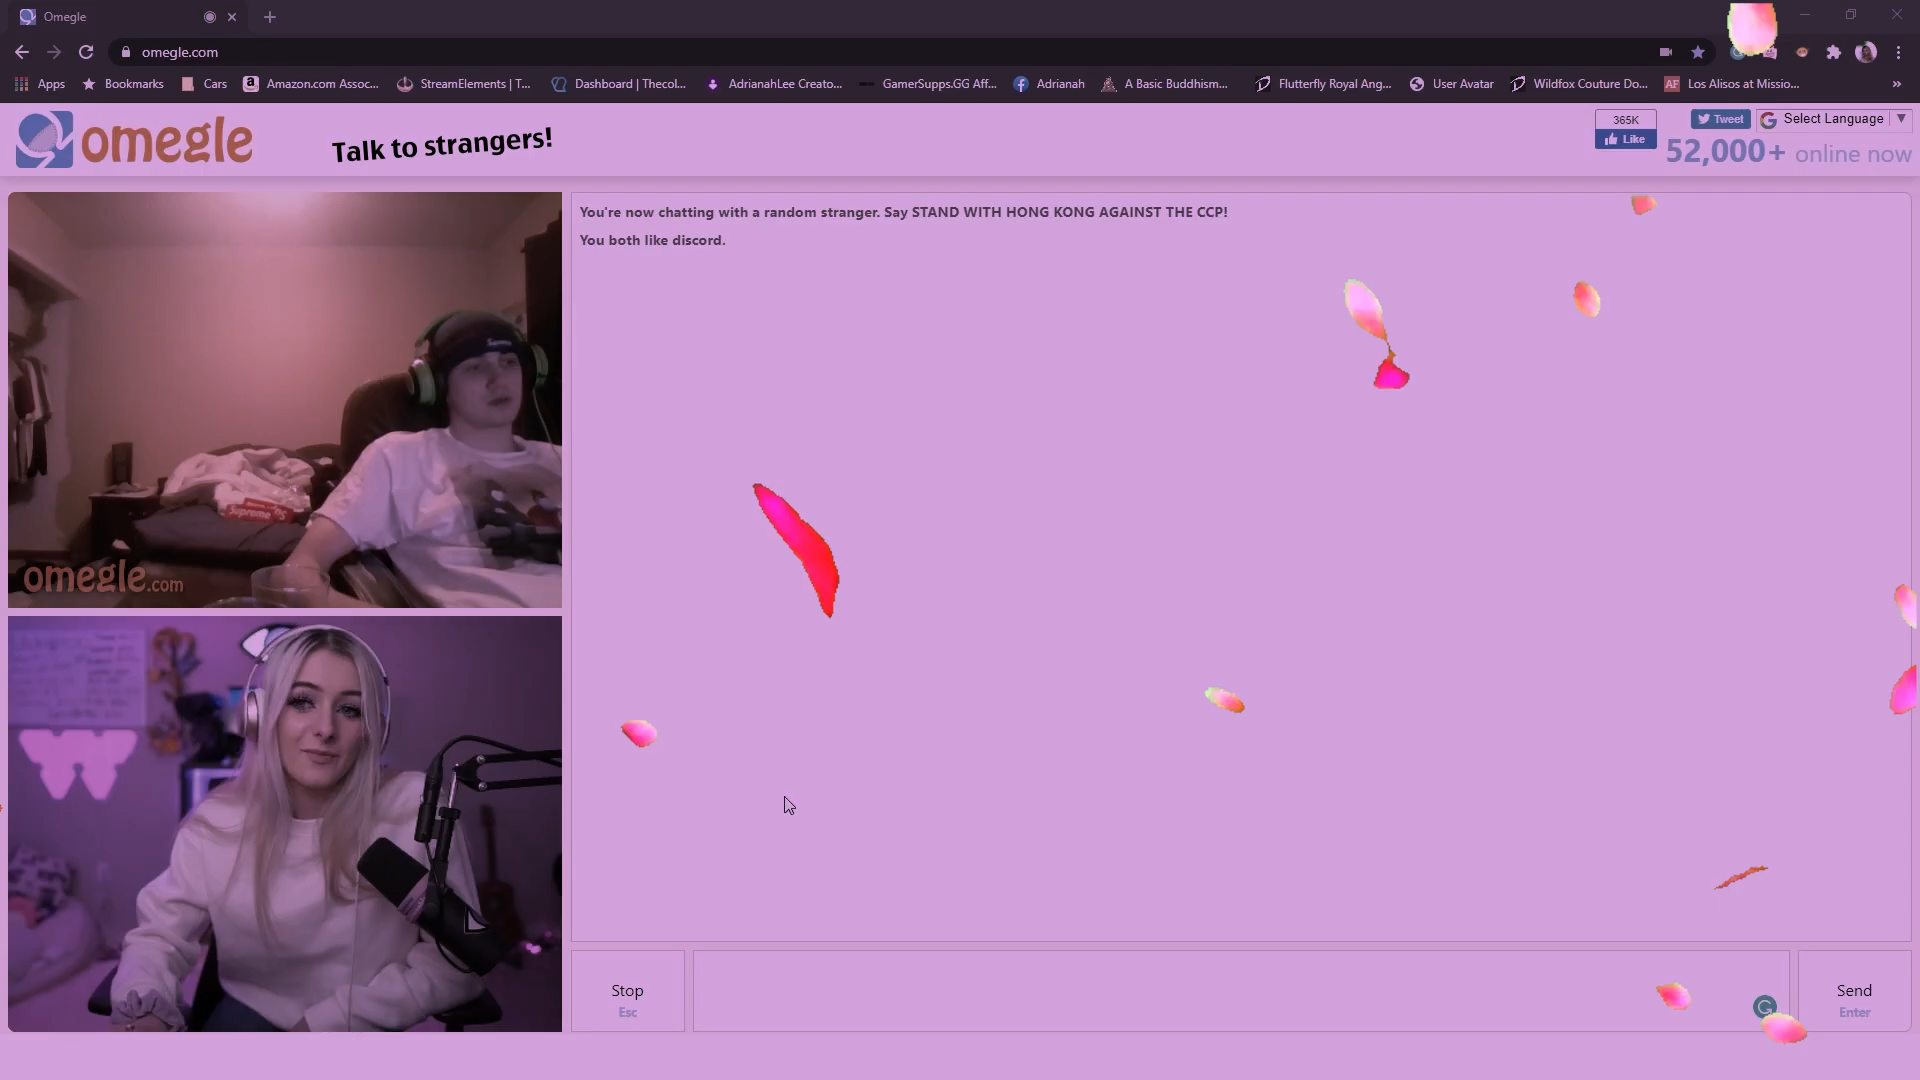 Omegle
omegle.com
Apps
Bookmarks
Cars
Amazon.com Assoc...
StreamElements | T...
Dashboard | Thecol...
AdrianahLee Creato...
GamerSupps.GG Aff...
Adrianah
A Basic Buddhism...
Flutterfly Royal Ang...
User Avatar
Wildfox Couture Do...
AF
Los Alisos at Missio...
»
omegle
Talk to strangers!
365K
Like
Tweet
Select Language
52,000+ online now
You're now chatting with a random stranger. Say STAND WITH HONG KONG AGAINST THE CCP!
You both like discord.
Supreme
Supreme
omegle.com
Stop
Esc
Send
Enter